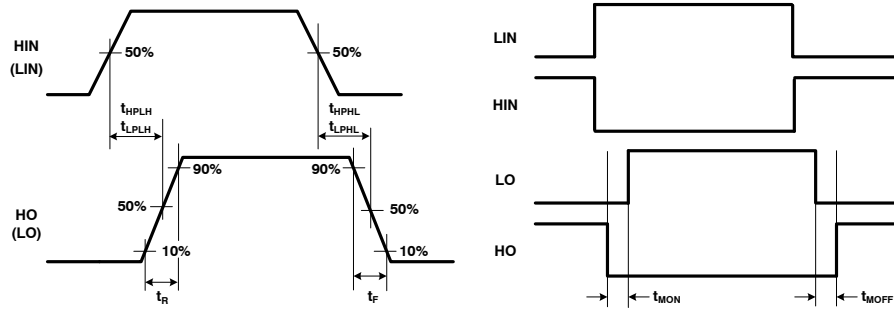 HIN
(LIN)
50%
50%
tHPLH
tLPLH
tHPHL
tLPHL
HO
(LO)
90%
90%
50%
50%
10%
10%
tR
tF
LIN
HIN
LO
HO
tMON
tMOFF